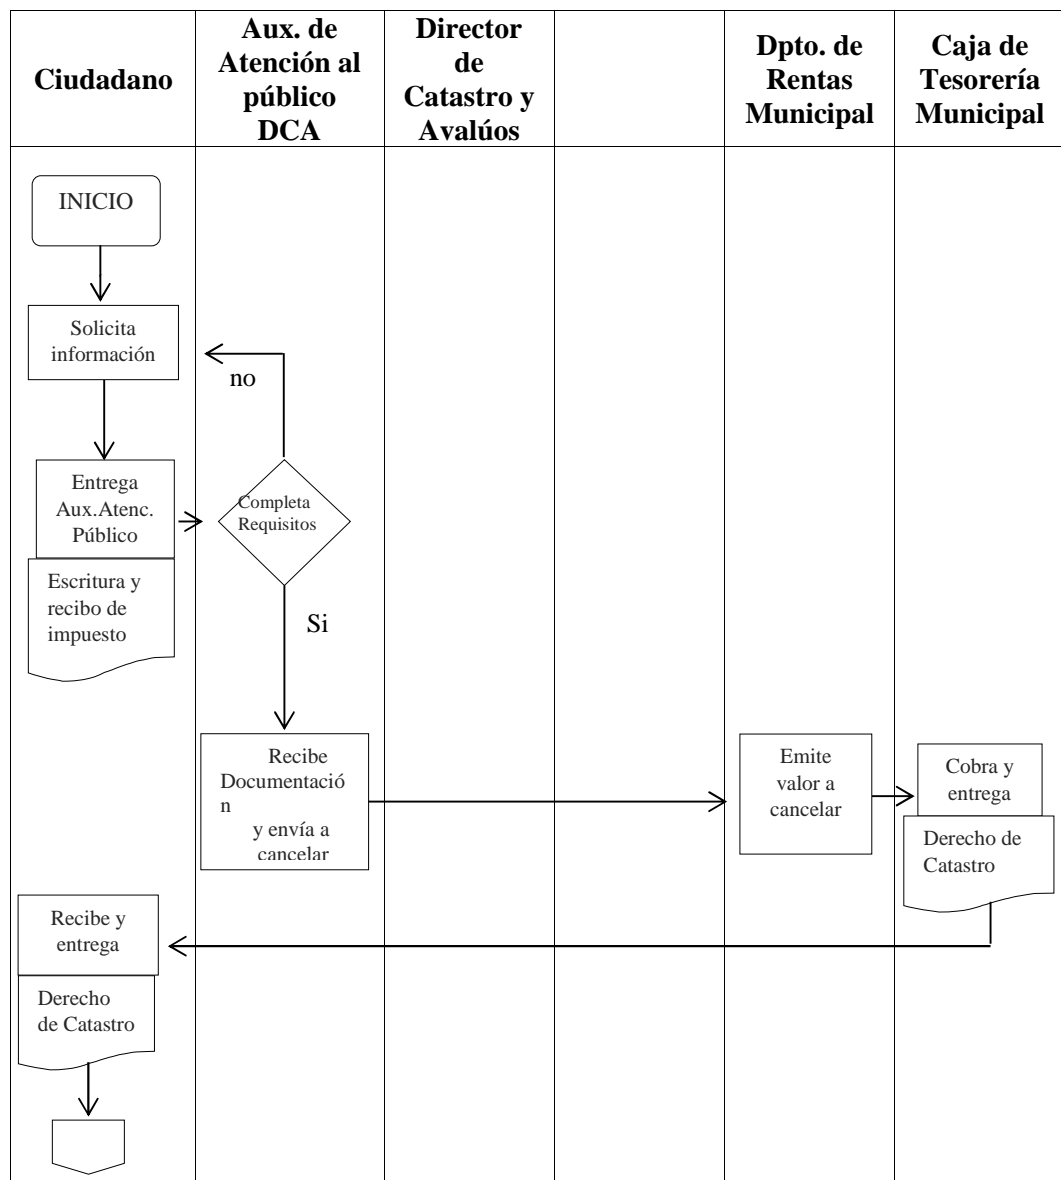 Ciudadano
Aux. de
Atención al
público
DCA
Director
de
Catastro y
Avalúos
Dpto. de
Rentas
Municipal
Caja de
Tesorería
Municipal
INICIO
Solicita
información
no
Entrega
Aux.Atenc.
Público
Completa
Requisitos
Escritura y
recibo de
impuesto
Si
Recibe
Documentació
n
y envía a
cancelar
Emite
valor a
cancelar
Cobra y
entrega
Derecho de
Catastro
Recibe y
entrega
Derecho
de Catastro